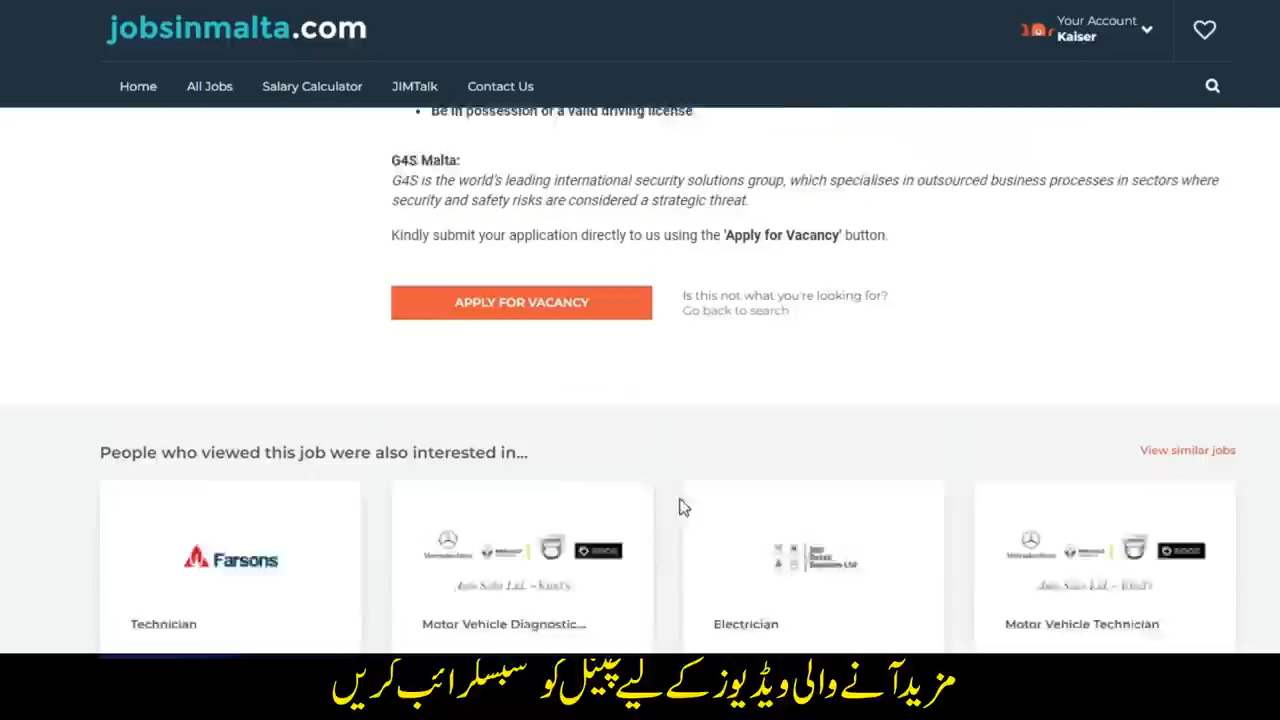 jobsinmalta.com
Your Account
Kaiser
Home All Jobs Salary Calculator JIMTalk Contact Us
• Be in possession of a valid driving license
G4S Malta:
G4S is the world's leading international security solutions group, which specialises in outsourced business processes in sectors where
security and safety risks are considered a strategic threat.
Kindly submit your application directly to us using the 'Apply for Vacancy' button.
APPLY FOR VACANCY
Is this not what you're looking for?
Go back to search
People who viewed this job were also interested in...
View similar jobs
Farsons
Technician
Motor Vehicle Diagnostic...
Electrician
Motor Vehicle Technician
مزید آنے والی ویڈیوز کے لیے چینل کو سبسکرائب کریں